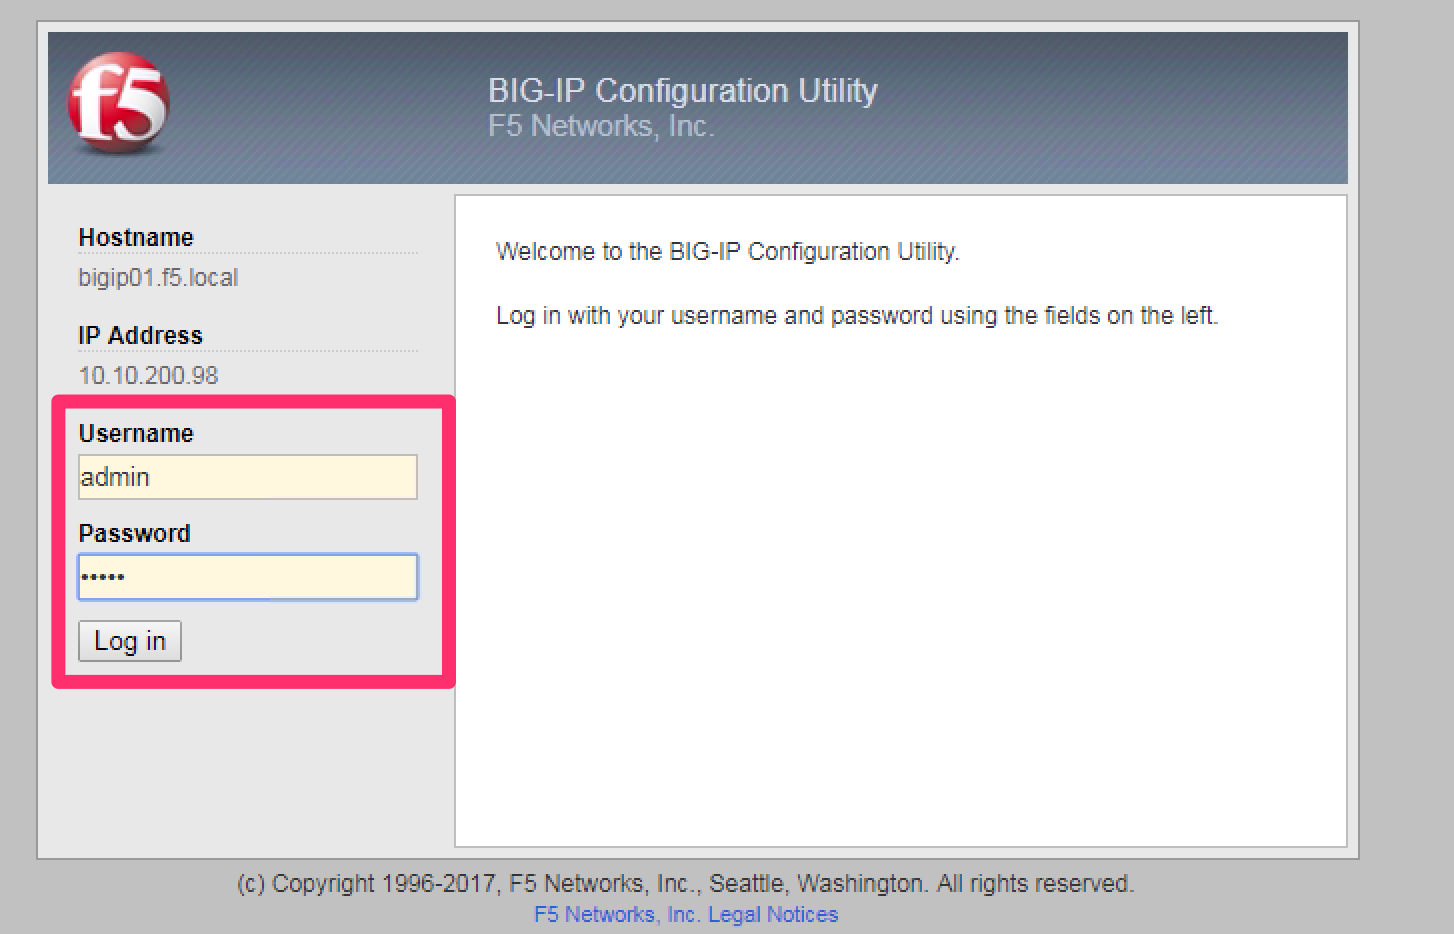 f5
BIG-IP Configuration Utility
F5 Networks, Inc.
Hostname
bigip01.f5.local
IP Address
10.10.200.98
Username
admin
Password
•••••
Log in
Welcome to the BIG-IP Configuration Utility.
Log in with your username and password using the fields on the left.
(c) Copyright 1996-2017, F5 Networks, Inc., Seattle, Washington. All rights reserved.
F5 Networks, Inc. Legal Notices